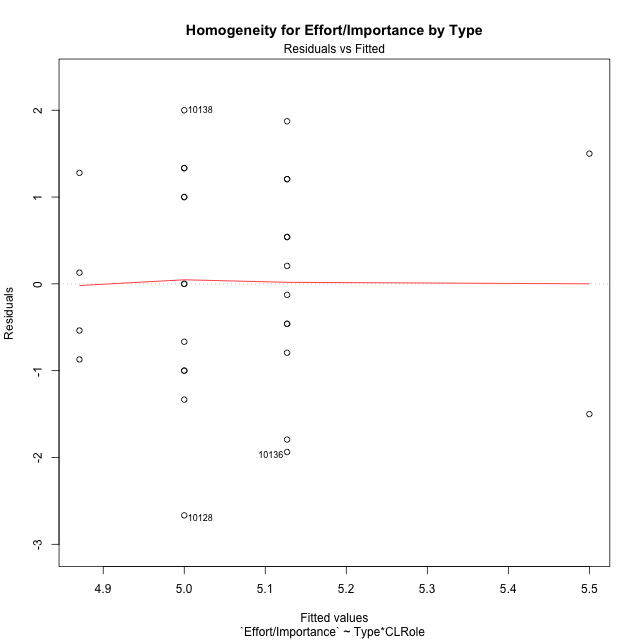 Homogeneity for Effort/Importance by Type
Residuals vs Fitted
Residuals
2
1
0
-1
-2
-3
10138
10136
10128
4.9 5.0 5.1 5.2 5.3 5.4 5.5
Fitted values
`Effort/Importance` ~ Type*CLRole